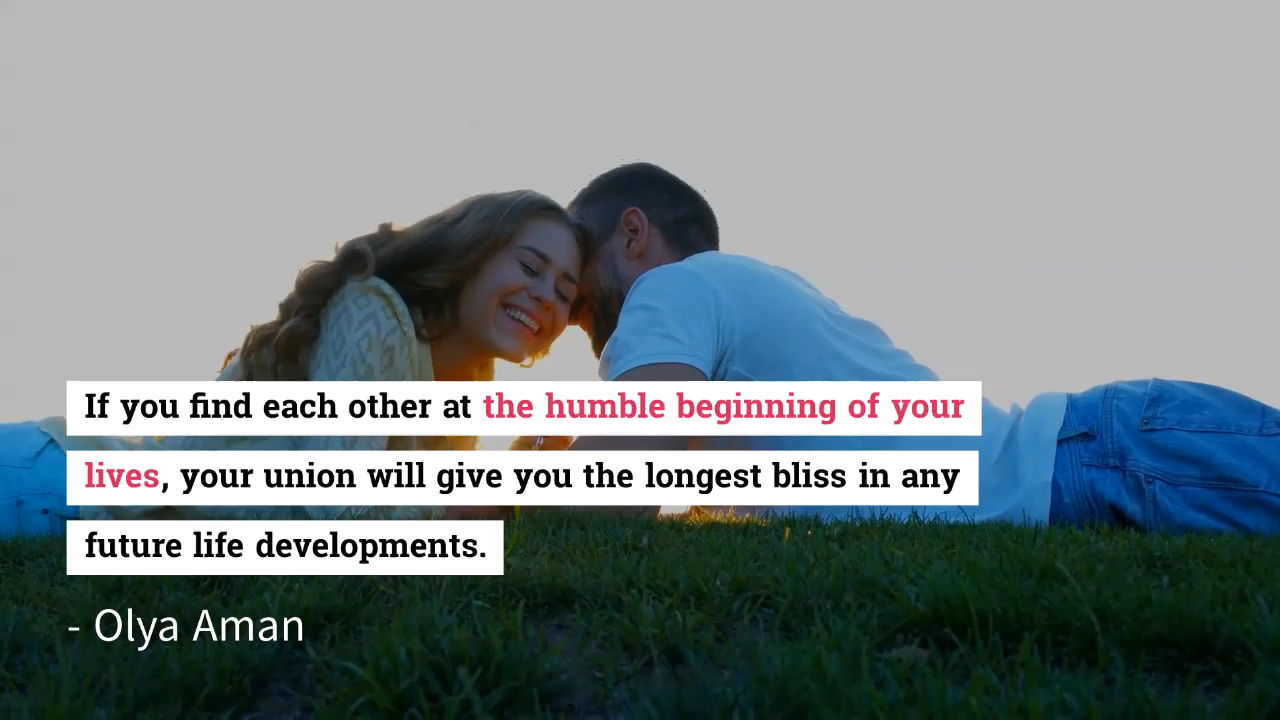 If you find each other at the humble beginning of your
lives, your union will give you the longest bliss in any
future life developments.
- Olya Aman